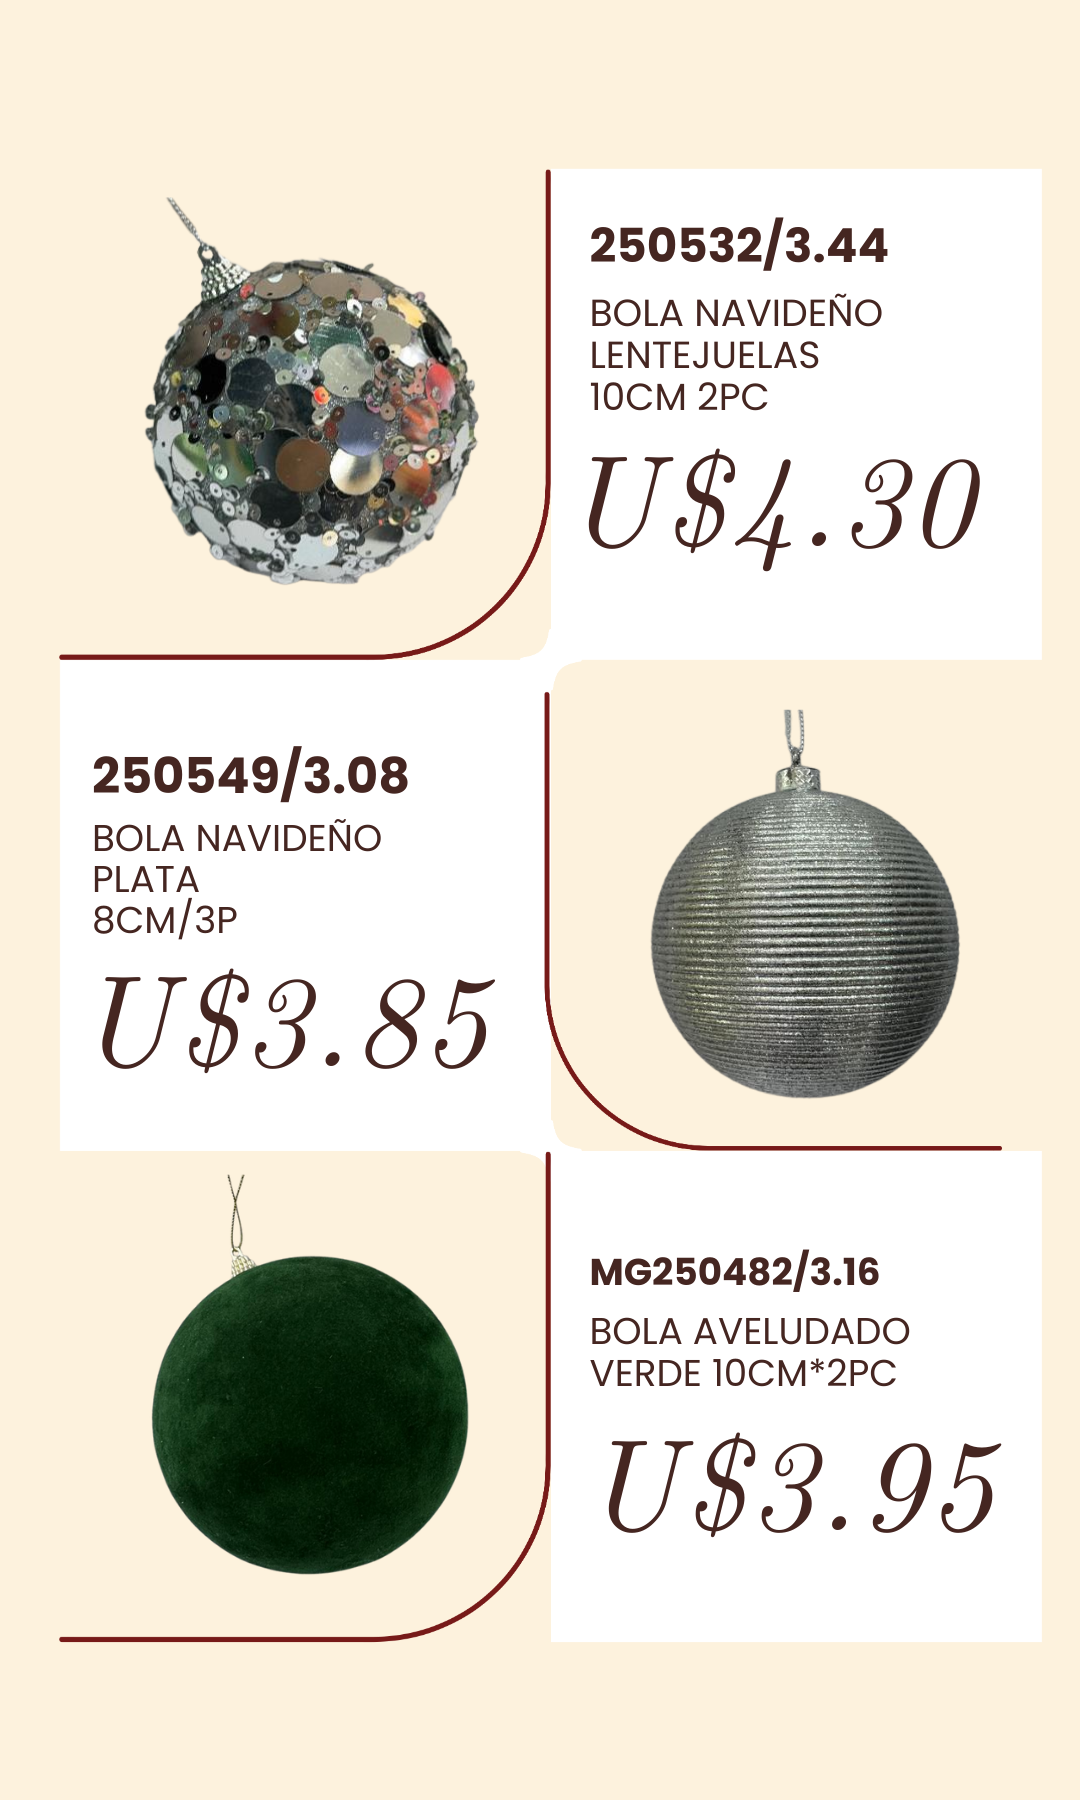 250532/3.44
BOLA NAVIDEÑO
LENTEJUELAS
10CM 2PC
U$4.30
250549/3.08
BOLA NAVIDEÑO
PLATA
8CM/3P
U$3.85
MG250482/3.16
BOLA AVELUDADO
VERDE 10CM*2PC
U$3.95